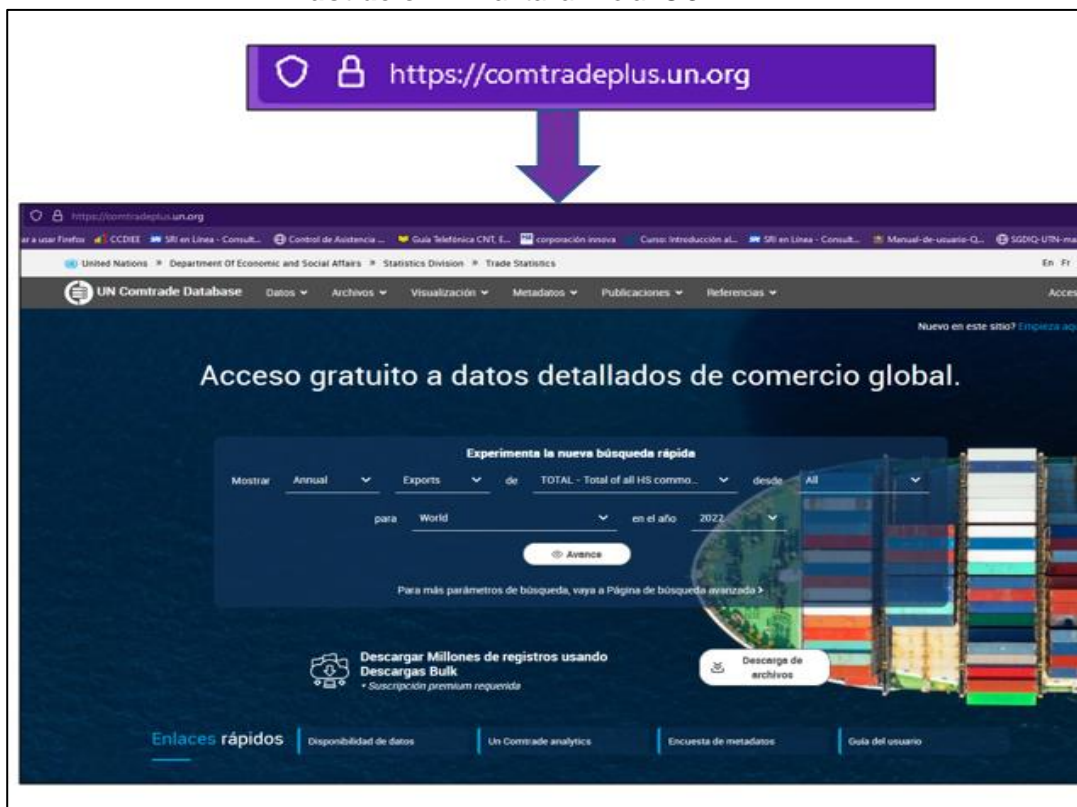 https://comtradeplus.un.org
https://comtradeplus.un.org
er a usar Firefox CCDIEE SRI en Línea - Consult... Control de Asistencia ... Guía Telefónica CNT, E... corporación innova Curso: Introducción al... SRI en Línea - Consult... Manual-de-usuario-Q... SGDIQ-UTN-ma
United Nations » Department Of Economic and Social Affairs » Statistics Division » Trade Statistics En Fr
UN Comtrade Database Datos Archivos Visualización Metadatos Publicaciones Referencias Acces
Nuevo en este sitio? Empieza aqu
Acceso gratuito a datos detallados de comercio global.
Experimenta la nueva búsqueda rápida
Mostrar Annual Exports de TOTAL - Total of all HS commo... desde All
para World en el año 2022
Avance
Para más parámetros de búsqueda, vaya a Página de búsqueda avanzada >
Descargar Millones de registros usando
Descargas Bulk
+ Suscripción premium requerida
Descarga de
archivos
Enlaces rápidos Disponibilidad de datos Un Comtrade analytics Encuesta de metadatos Guía del usuario